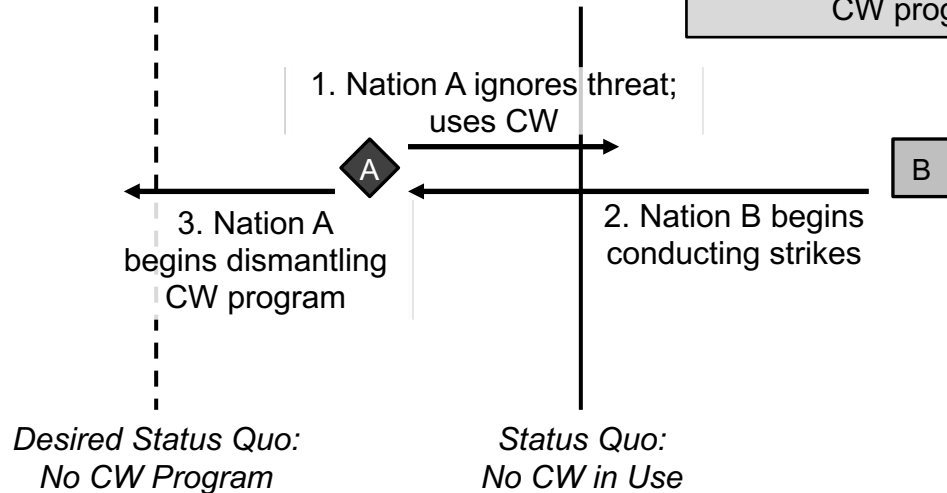 CW
1. Nation A ignores threat;
uses CW
A
B
3. Nation A
begins dismantling
CW program
2. Nation B begins
conducting strikes
Desired Status Quo:
No CW Program
Status Quo:
No CW in Use